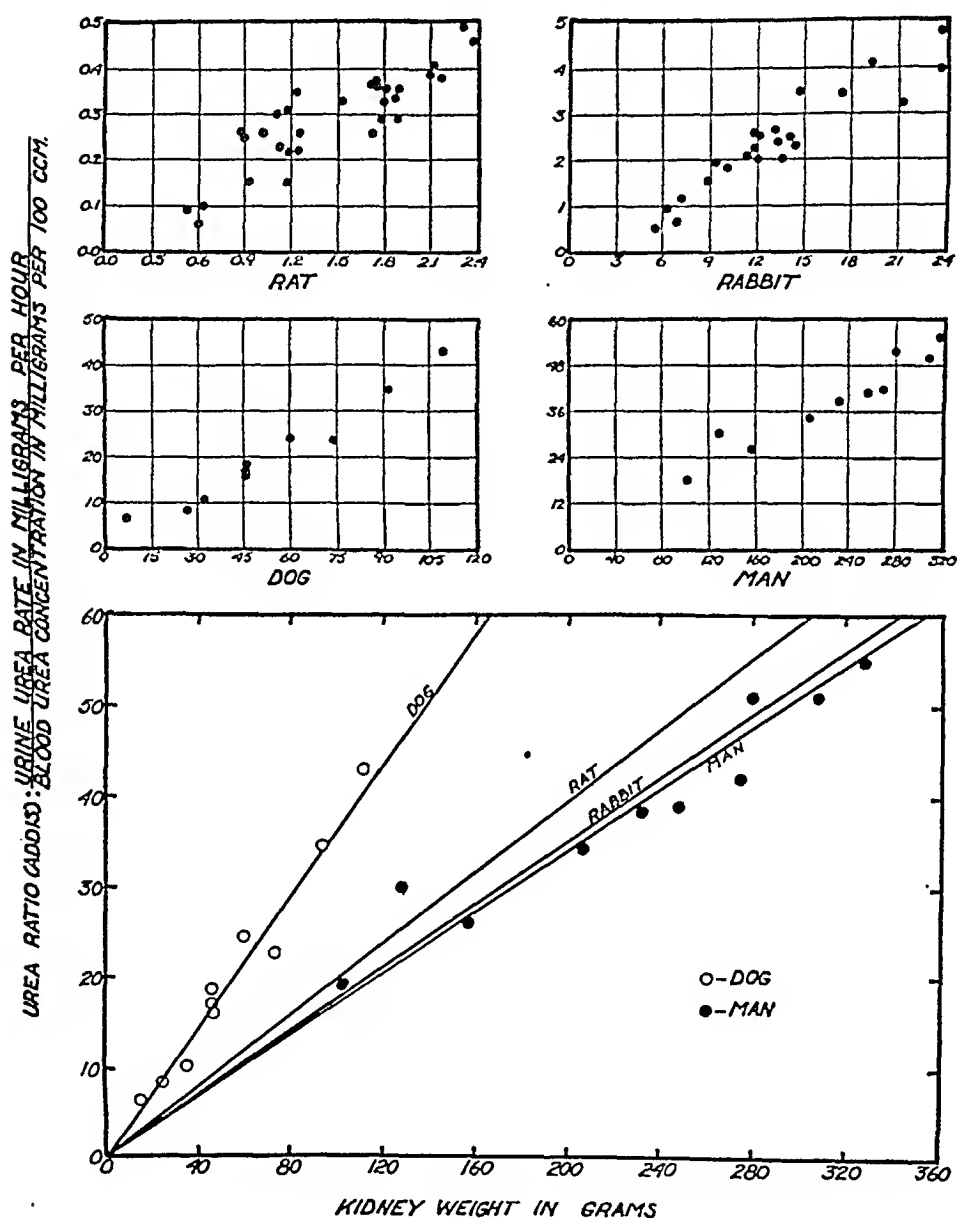 UREA RATIO (ADDIS): URINE UREA RATE IN MILLIGRAMS PER HOUR
BLOOD UREA CONCENTRATION IN MILLIGRAMS PER 100 CCM.
0.5
0.4
0.3
0.2
0.1
0.0
0.0 0.3 0.6 0.9 1.2 1.5 1.8 2.1 2.4
RAT
5
4
3
2
1
0
0 3 6 9 12 15 18 21 24
RABBIT
50
40
30
20
10
0
0 15 30 45 60 75 90 105 120
DOG
60
48
36
24
12
0
0 40 80 120 160 200 240 280 320
MAN
60
50
40
30
20
10
0
DOG
RAT
RABBIT
MAN
○-DOG
●-MAN
0 40 80 120 160 200 240 280 320 360
KIDNEY WEIGHT IN GRAMS